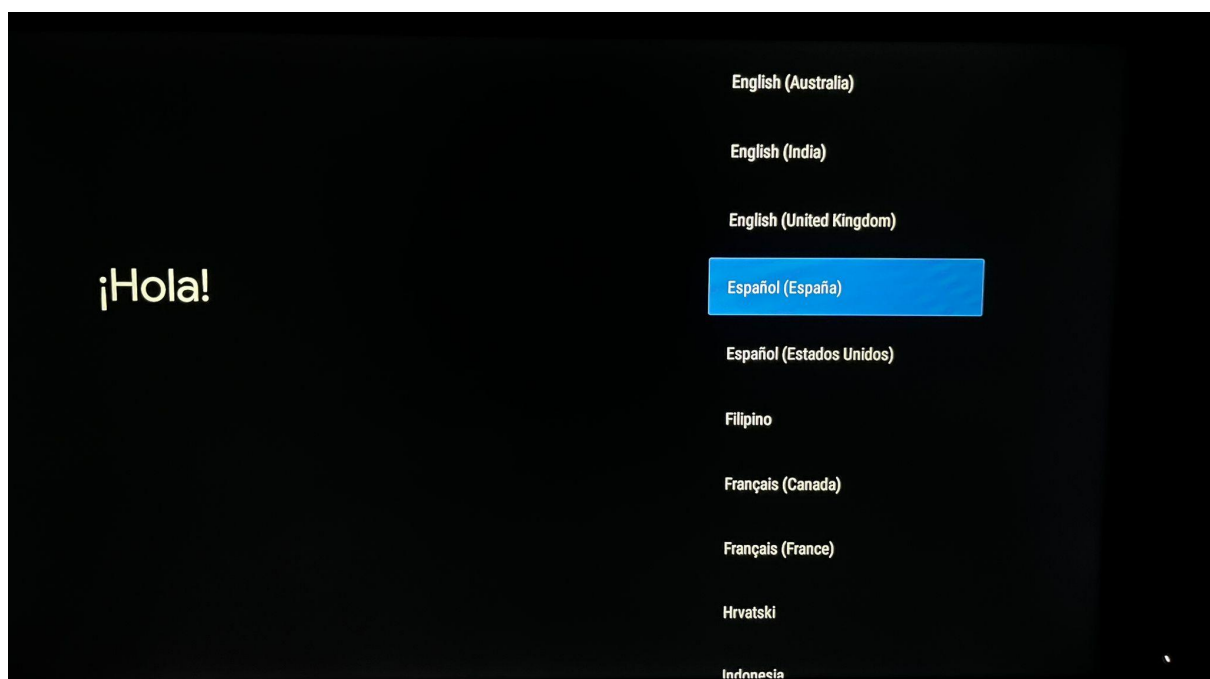 ¡Hola!
English (Australia)
English (India)
English (United Kingdom)
Español (España)
Español (Estados Unidos)
Filipino
Français (Canada)
Français (France)
Hrvatski
Indonesia